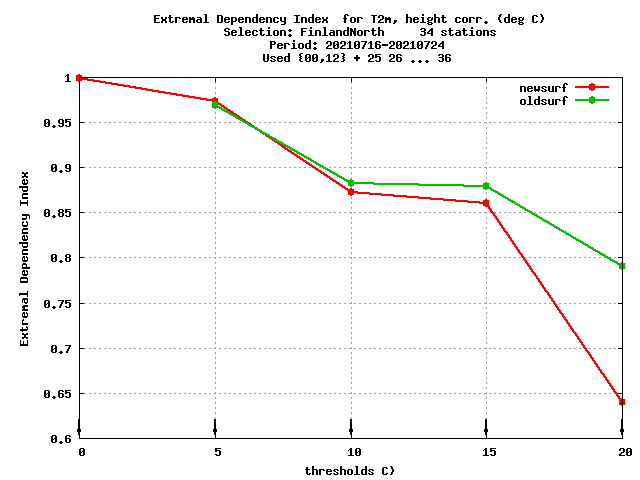 Extremal Dependency Index  for T2m, height corr. (deg C)
Selection: FinlandNorth     34 stations
Period: 20210716-20210724
Used {00,12} + 25 26 ... 36
newsurf
oldsurf
1
0.95
0.9
0.85
0.8
0.75
0.7
0.65
0.6
Extremal Dependency Index
0 5 10 15 20
thresholds C)